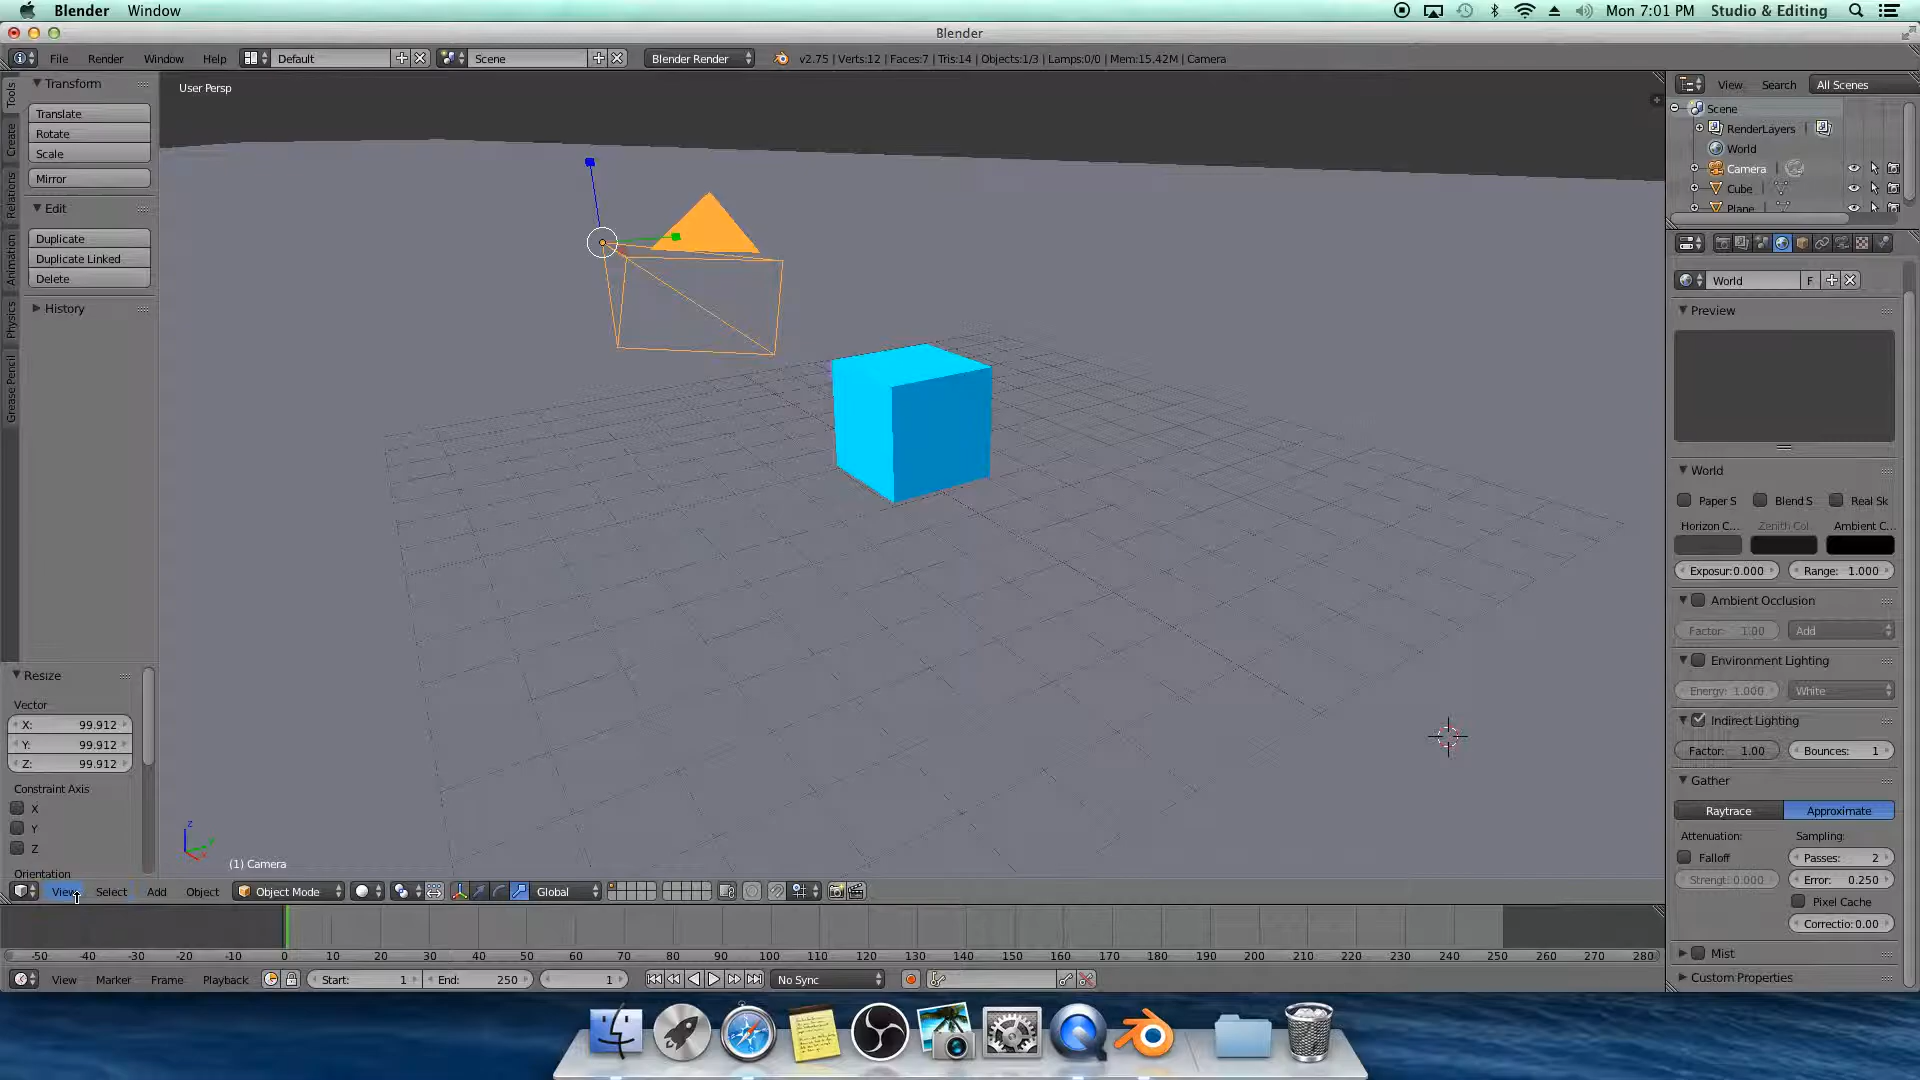 Blender Window Mon 7:01 PM Studio & Editing
Blender
File Render Window Help Default Scene Blender Render v2.75 | Verts:12 | Faces:7 | Tris:14 | Objects:1/3 | Lamps:0/0 | Mem:15.42M | Camera
Tools
Create
Relations
Animation
Physics
Grease Pencil
Transform
Translate
Rotate
Scale
Mirror
Edit
Duplicate
Duplicate Linked
Delete
History
Resize
Vector
X: 99.912
Y: 99.912
Z: 99.912
Constraint Axis
X
Y
Z
Orientation
User Persp
z
(1) Camera
View Select Add Object Object Mode Global
-50 -40 -30 -20 -10 0 10 20 30 40 50 60 70 80 90 100 110 120 130 140 150 160 170 180 190 200 210 220 230 240 250 260 270 280
View Marker Frame Playback Start: 1 End: 250 1 No Sync
View Search All Scenes
Scene
RenderLayers
World
Camera
Cube
Plane
World F
Preview
World
Paper S Blend S Real Sk
Horizon C... Zenith Col Ambient C...
Exposur:0.000 Range: 1.000
Ambient Occlusion
Factor: 1.00 Add
Environment Lighting
Energy: 1.000 White
Indirect Lighting
Factor: 1.00 Bounces: 1
Gather
Raytrace Approximate
Attenuation: Sampling:
Falloff Passes: 2
Strengt: 0.000 Error: 0.250
Pixel Cache
Correctio: 0.00
Mist
Custom Properties